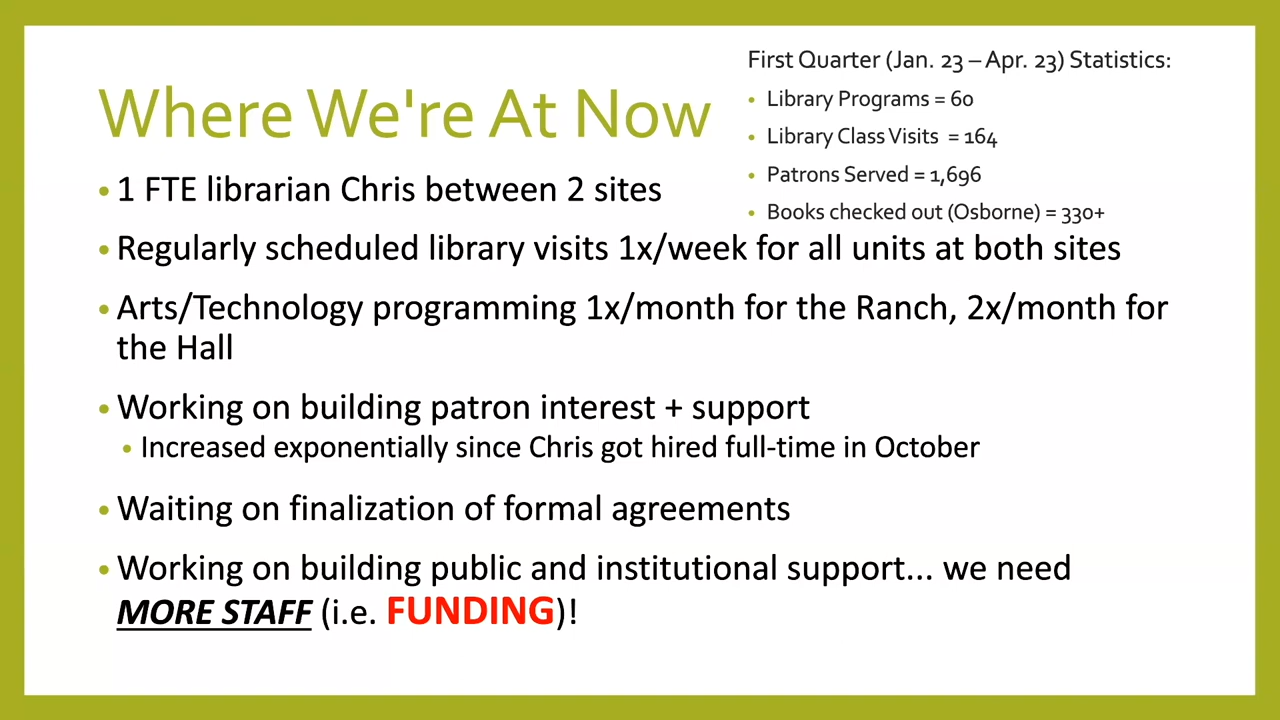 Where We're At Now
First Quarter (Jan. 23 – Apr. 23) Statistics:
• Library Programs = 60
• Library Class Visits = 164
• Patrons Served = 1,696
• Books checked out (Osborne) = 330+
• 1 FTE librarian Chris between 2 sites
• Regularly scheduled library visits 1x/week for all units at both sites
• Arts/Technology programming 1x/month for the Ranch, 2x/month for
the Hall
• Working on building patron interest + support
• Increased exponentially since Chris got hired full-time in October
• Waiting on finalization of formal agreements
• Working on building public and institutional support... we need
MORE STAFF (i.e. FUNDING)!